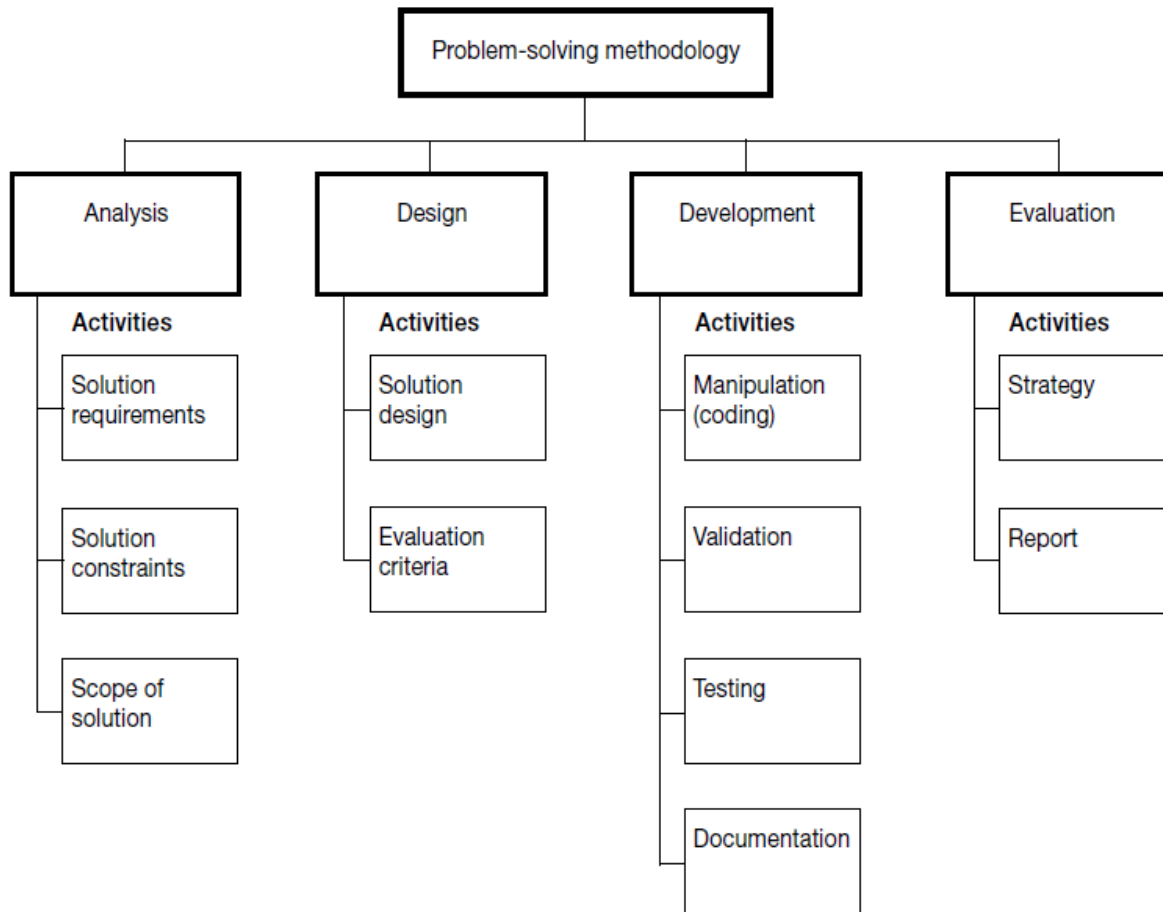 Problem-solving methodology
Analysis
Activities
Solution
requirements
Solution
constraints
Scope of
solution
Design
Activities
Solution
design
Evaluation
criteria
Development
Activities
Manipulation
(coding)
Validation
Testing
Documentation
Evaluation
Activities
Strategy
Report